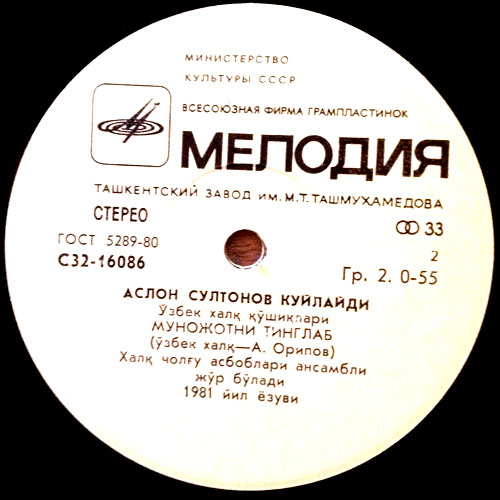 МИНИСТЕРСТВО
КУЛЬТУРЫ СССР
ВСЕСОЮЗНАЯ ФИРМА ГРАМПЛАСТИНОК
МЕЛОДИЯ
ТАШКЕНТСКИЙ ЗАВОД ИМ. М.Т. ТАШМУХАМЕДОВА
СТЕРЕО
33
ГОСТ 5289-80
2
С32-16086
Гр. 2. 0-55
АСЛОН СУЛТОНОВ КУЙЛАЙДИ
Ўзбек халқ қўшиқлари
МУНОЖОТНИ ТИНГЛАБ
(ўзбек халқ—А. Орипов)
Халқ чолғу асбоблари ансамбли
жўр бўлади
1981 йил ёзуви